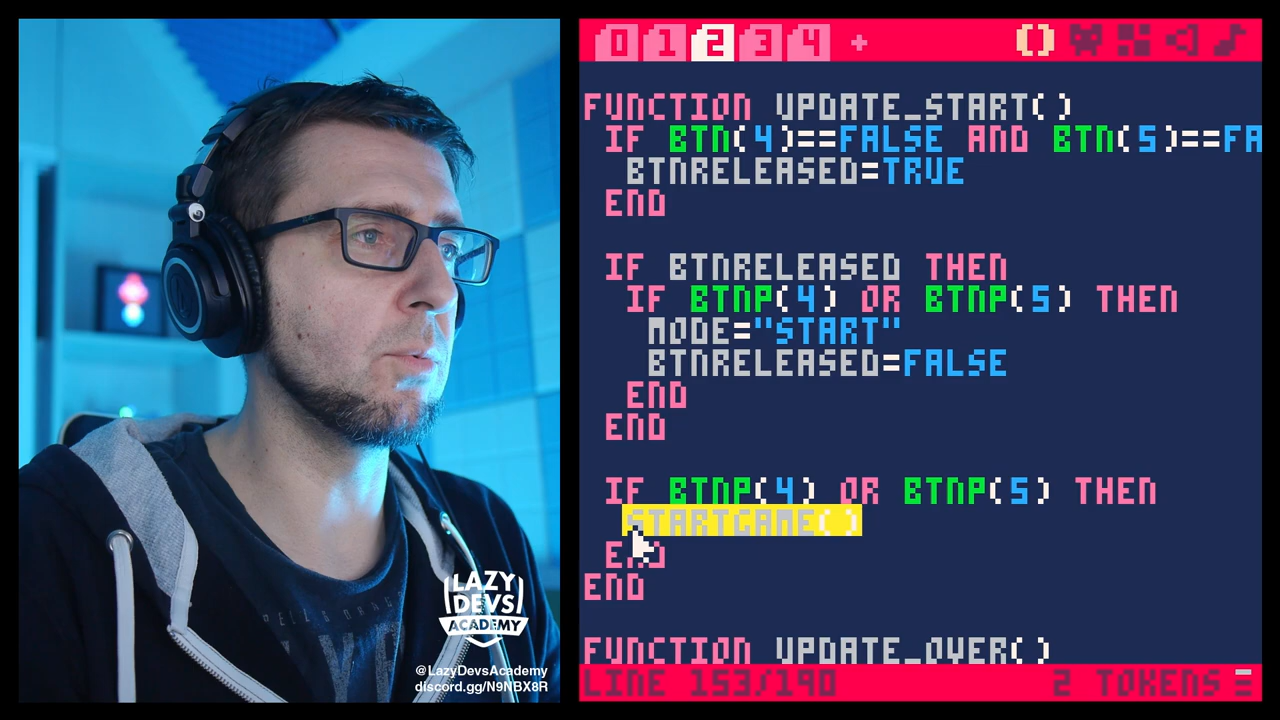 LAZY
DEVS
ACADEMY
@LazyDevsAcademy
discord.gg/N9NBX8R
0 1 2 3 4 +
FUNCTION UPDATE_START()
IF BTN(4)==FALSE AND BTN(5)==FA
BTNRELEASED=TRUE
END
IF BTNRELEASED THEN
IF BTNP(4) OR BTNP(5) THEN
MODE="START"
BTNRELEASED=FALSE
END
END
IF BTNP(4) OR BTNP(5) THEN
STARTGAME()
END
END
FUNCTION UPDATE_OVER()
LINE 153/190 2 TOKENS